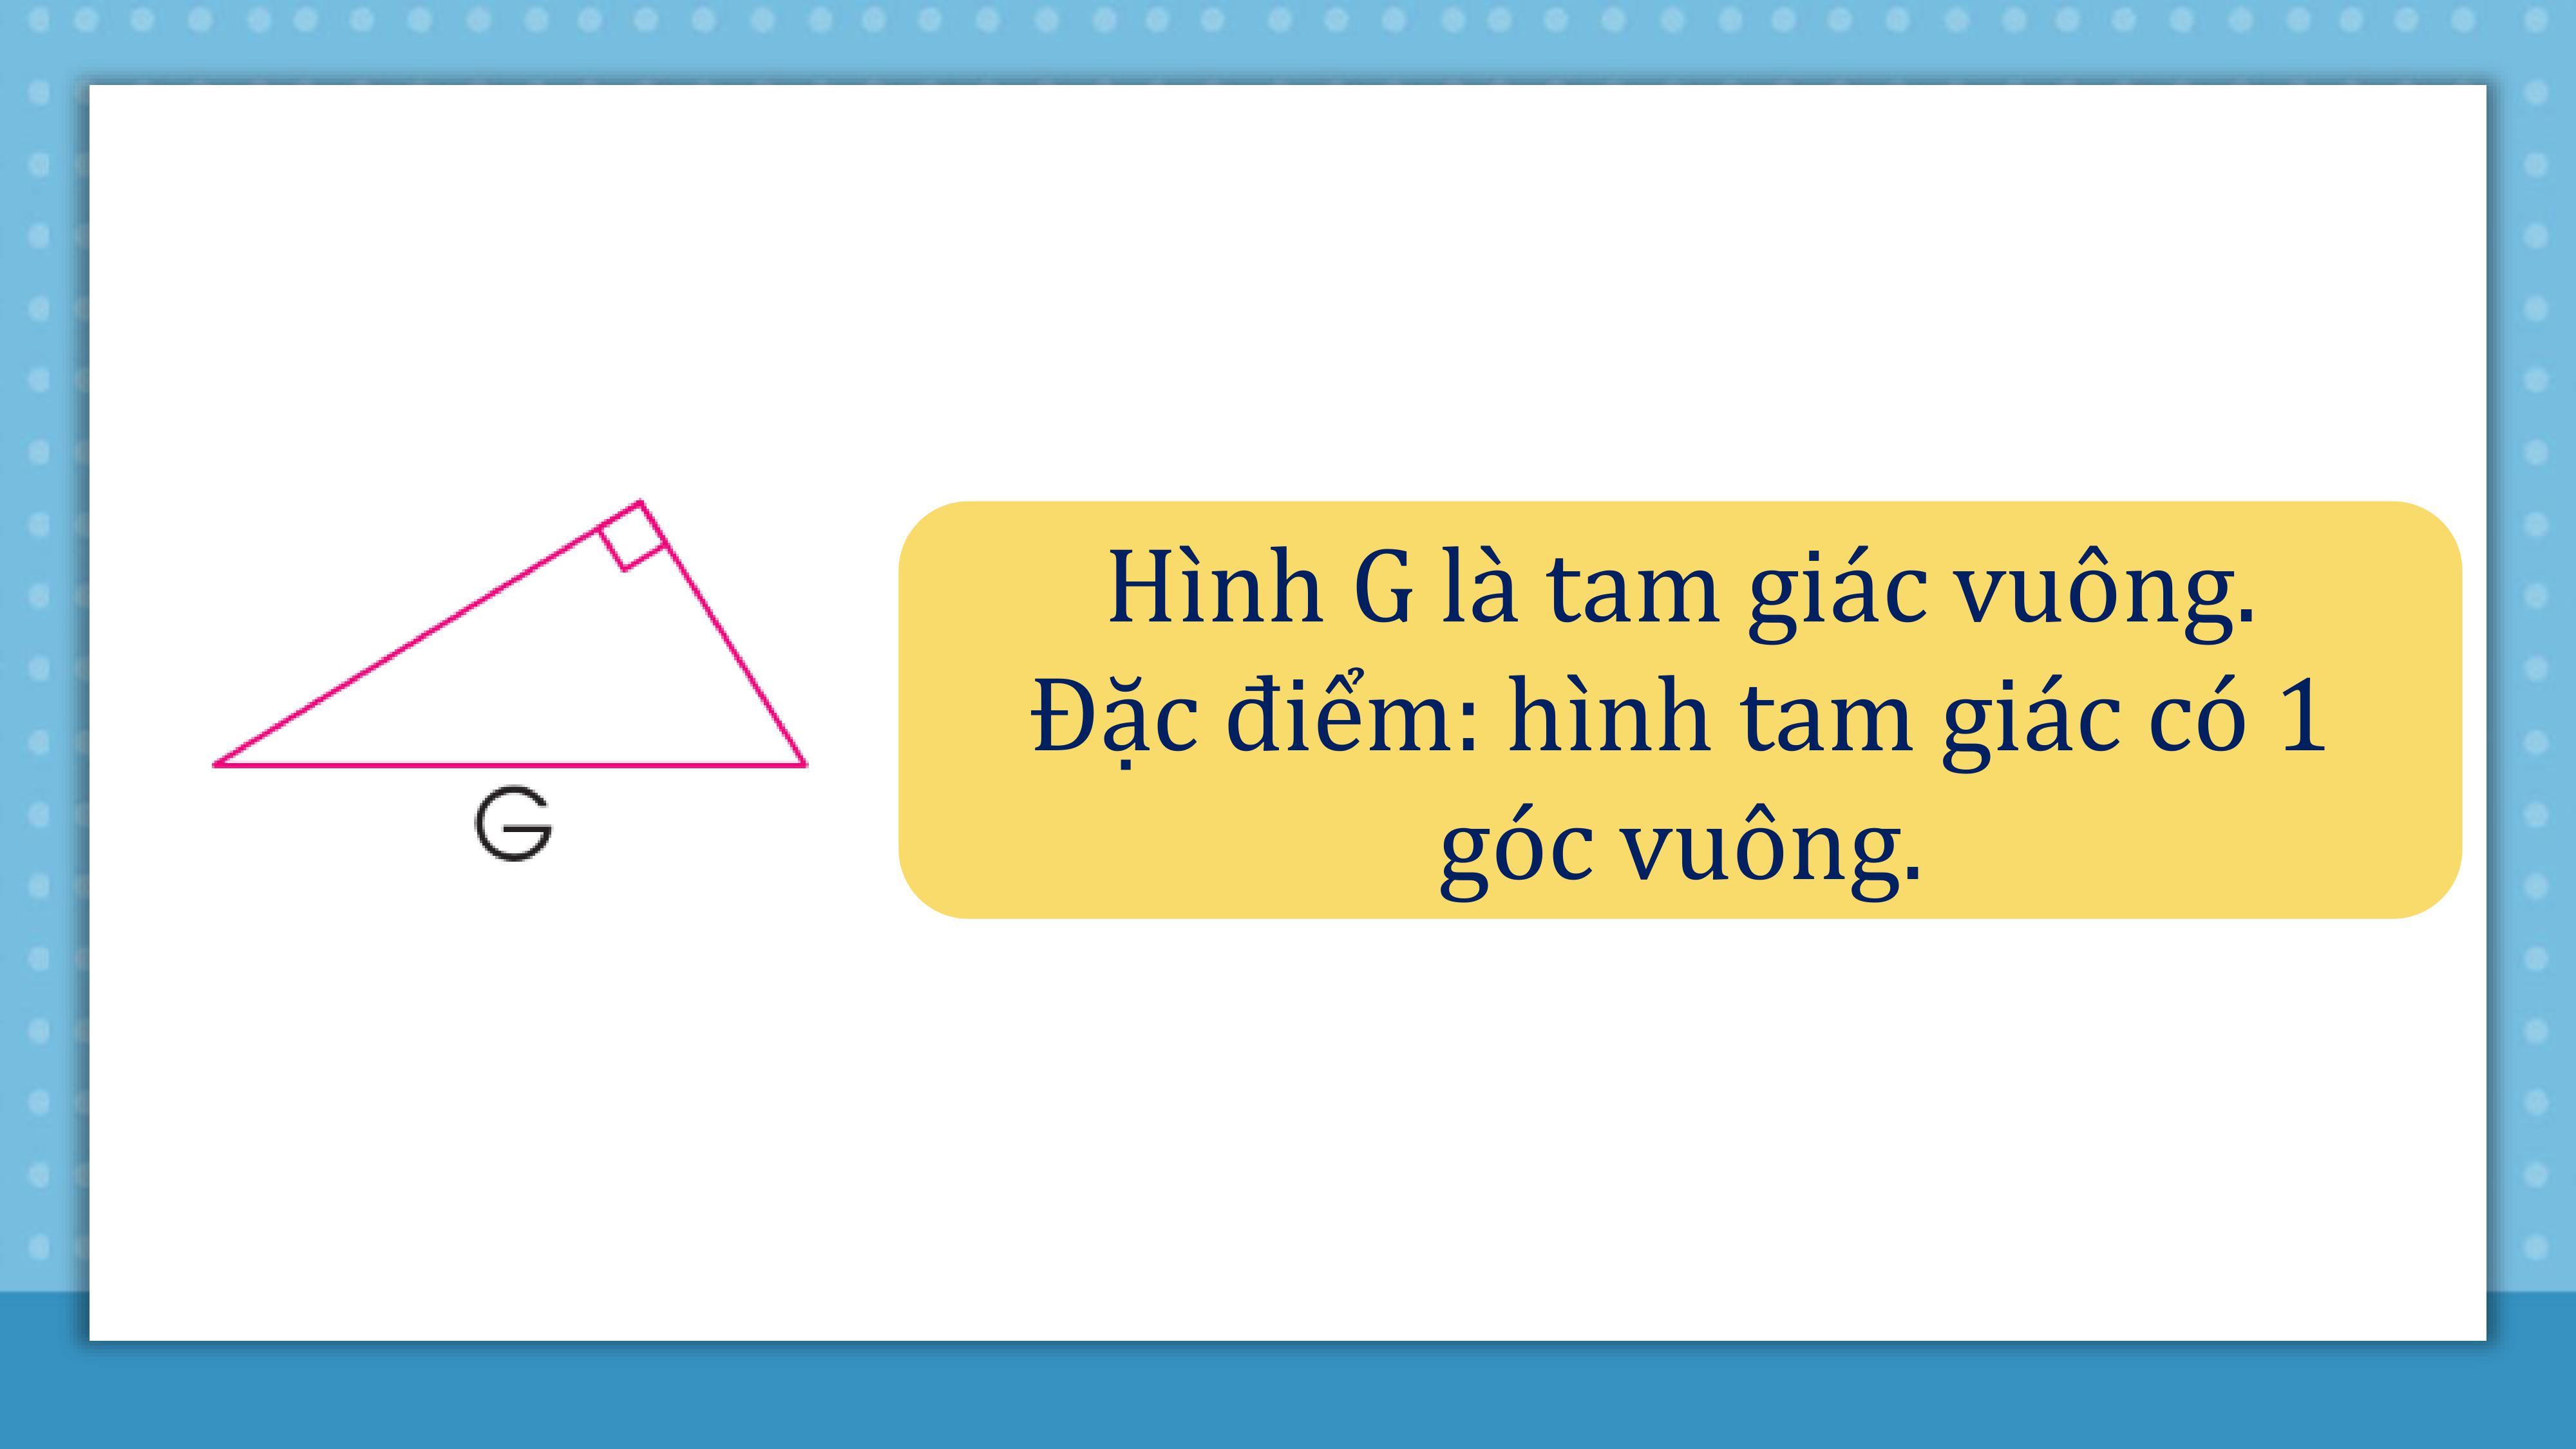 G
Hình G là tam giác vuông.
Đặc điểm: hình tam giác có 1
góc vuông.